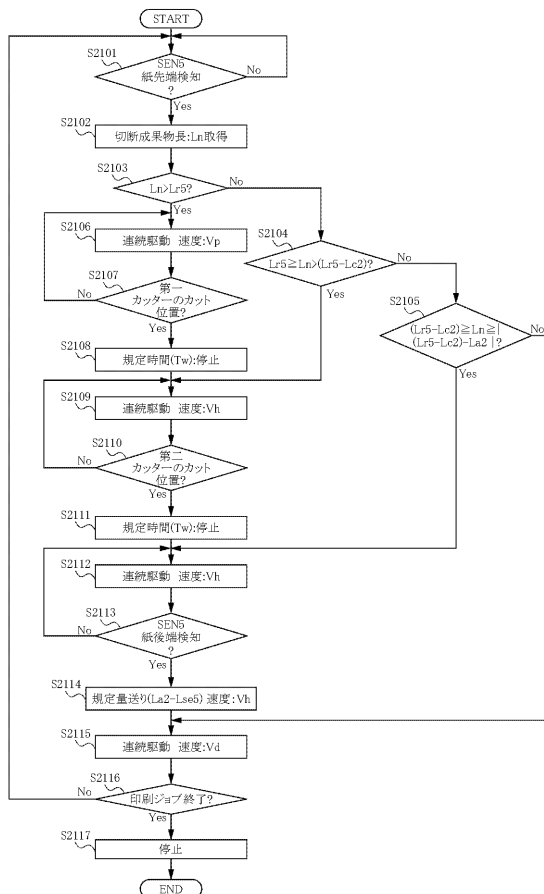 START
S2101
SEN5
紙先端検知
?
No
Yes
S2102
切断成果物長:Ln取得
S2103
Ln>Lr5?
No
Yes
S2106
連続駆動 速度:Vp
S2104
Lr5≧Ln>(Lr5-Lc2)?
No
Yes
S2107
第一
カッターのカット
位置?
No
Yes
S2105
(Lr5-Lc2)≧Ln≧|
(Lr5-Lc2)-La2|?
No
Yes
S2108
規定時間(Tw):停止
S2109
連続駆動 速度:Vh
S2110
第二
カッターのカット
位置?
No
Yes
S2111
規定時間(Tw):停止
S2112
連続駆動 速度:Vh
S2113
SEN5
紙後端検知
?
No
Yes
S2114
規定量送り(La2-Lse5) 速度:Vh
S2115
連続駆動 速度:Vd
S2116
印刷ジョブ終了?
No
Yes
S2117
停止
END